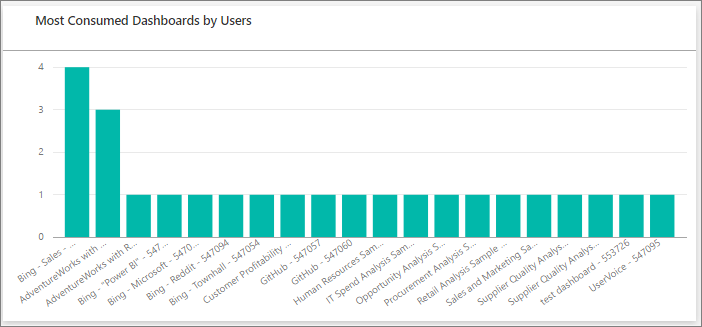 Most Consumed Dashboards by Users
4
3
2
1
0
Bing - Sales - ...
AdventureWorks with ...
AdventureWorks with R...
Bing - "Power BI" - 547...
Bing - Microsoft - 5470...
Bing - Reddit - 547094
Bing - Townhall - 547054
Customer Profitability ...
GitHub - 547057
GitHub - 547060
Human Resources Sam...
IT Spend Analysis Sam...
Opportunity Analysis S...
Procurement Analysis S...
Retail Analysis Sample ...
Sales and Marketing Sa...
Supplier Quality Analys...
Supplier Quality Analys...
test dashboard - 553726
UserVoice - 547095